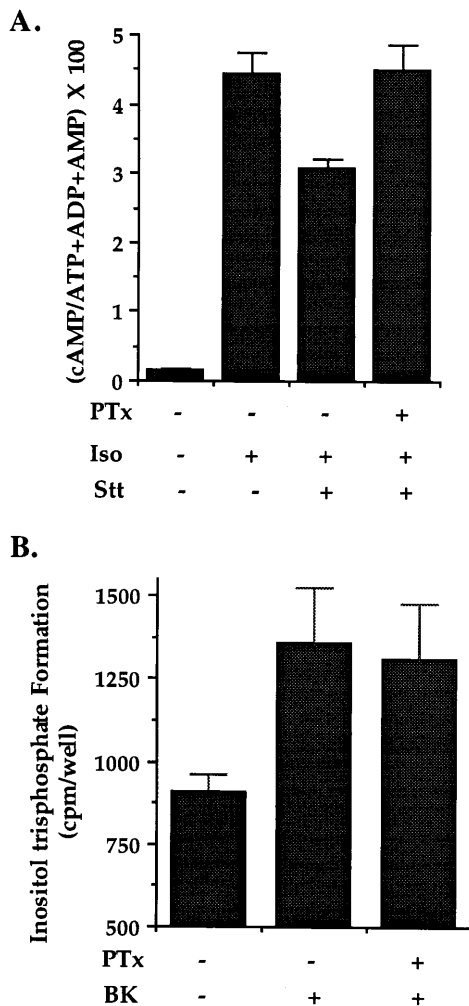 A.
(cAMP/ATP+ADP+AMP) X 100
5
4
3
2
1
0
PTx - - - +
Iso - + + +
Stt - - + +
B.
Inositol trisphosphate Formation
(cpm/well)
1500
1250
1000
750
500
PTx - - +
BK - + +